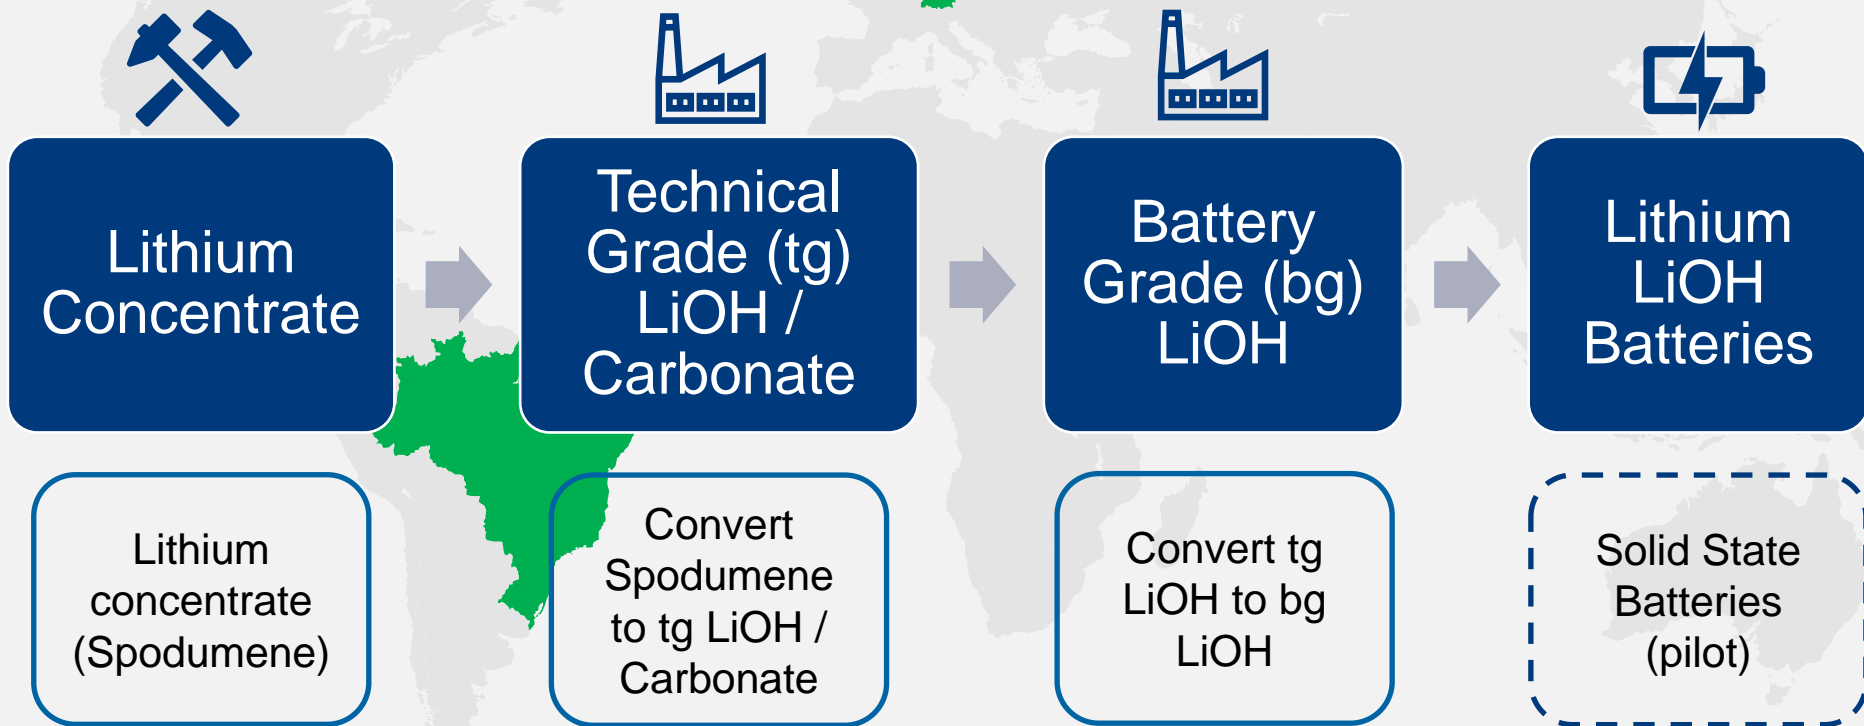 Lithium
Concentrate
Technical
Grade (tg)
LiOH /
Carbonate
Battery
Grade (bg)
LiOH
Lithium
LiOH
Batteries
Lithium
concentrate
(Spodumene)
Convert
Spodumene
to tg LiOH /
Carbonate
Convert tg
LiOH to bg
LiOH
Solid State
Batteries
(pilot)